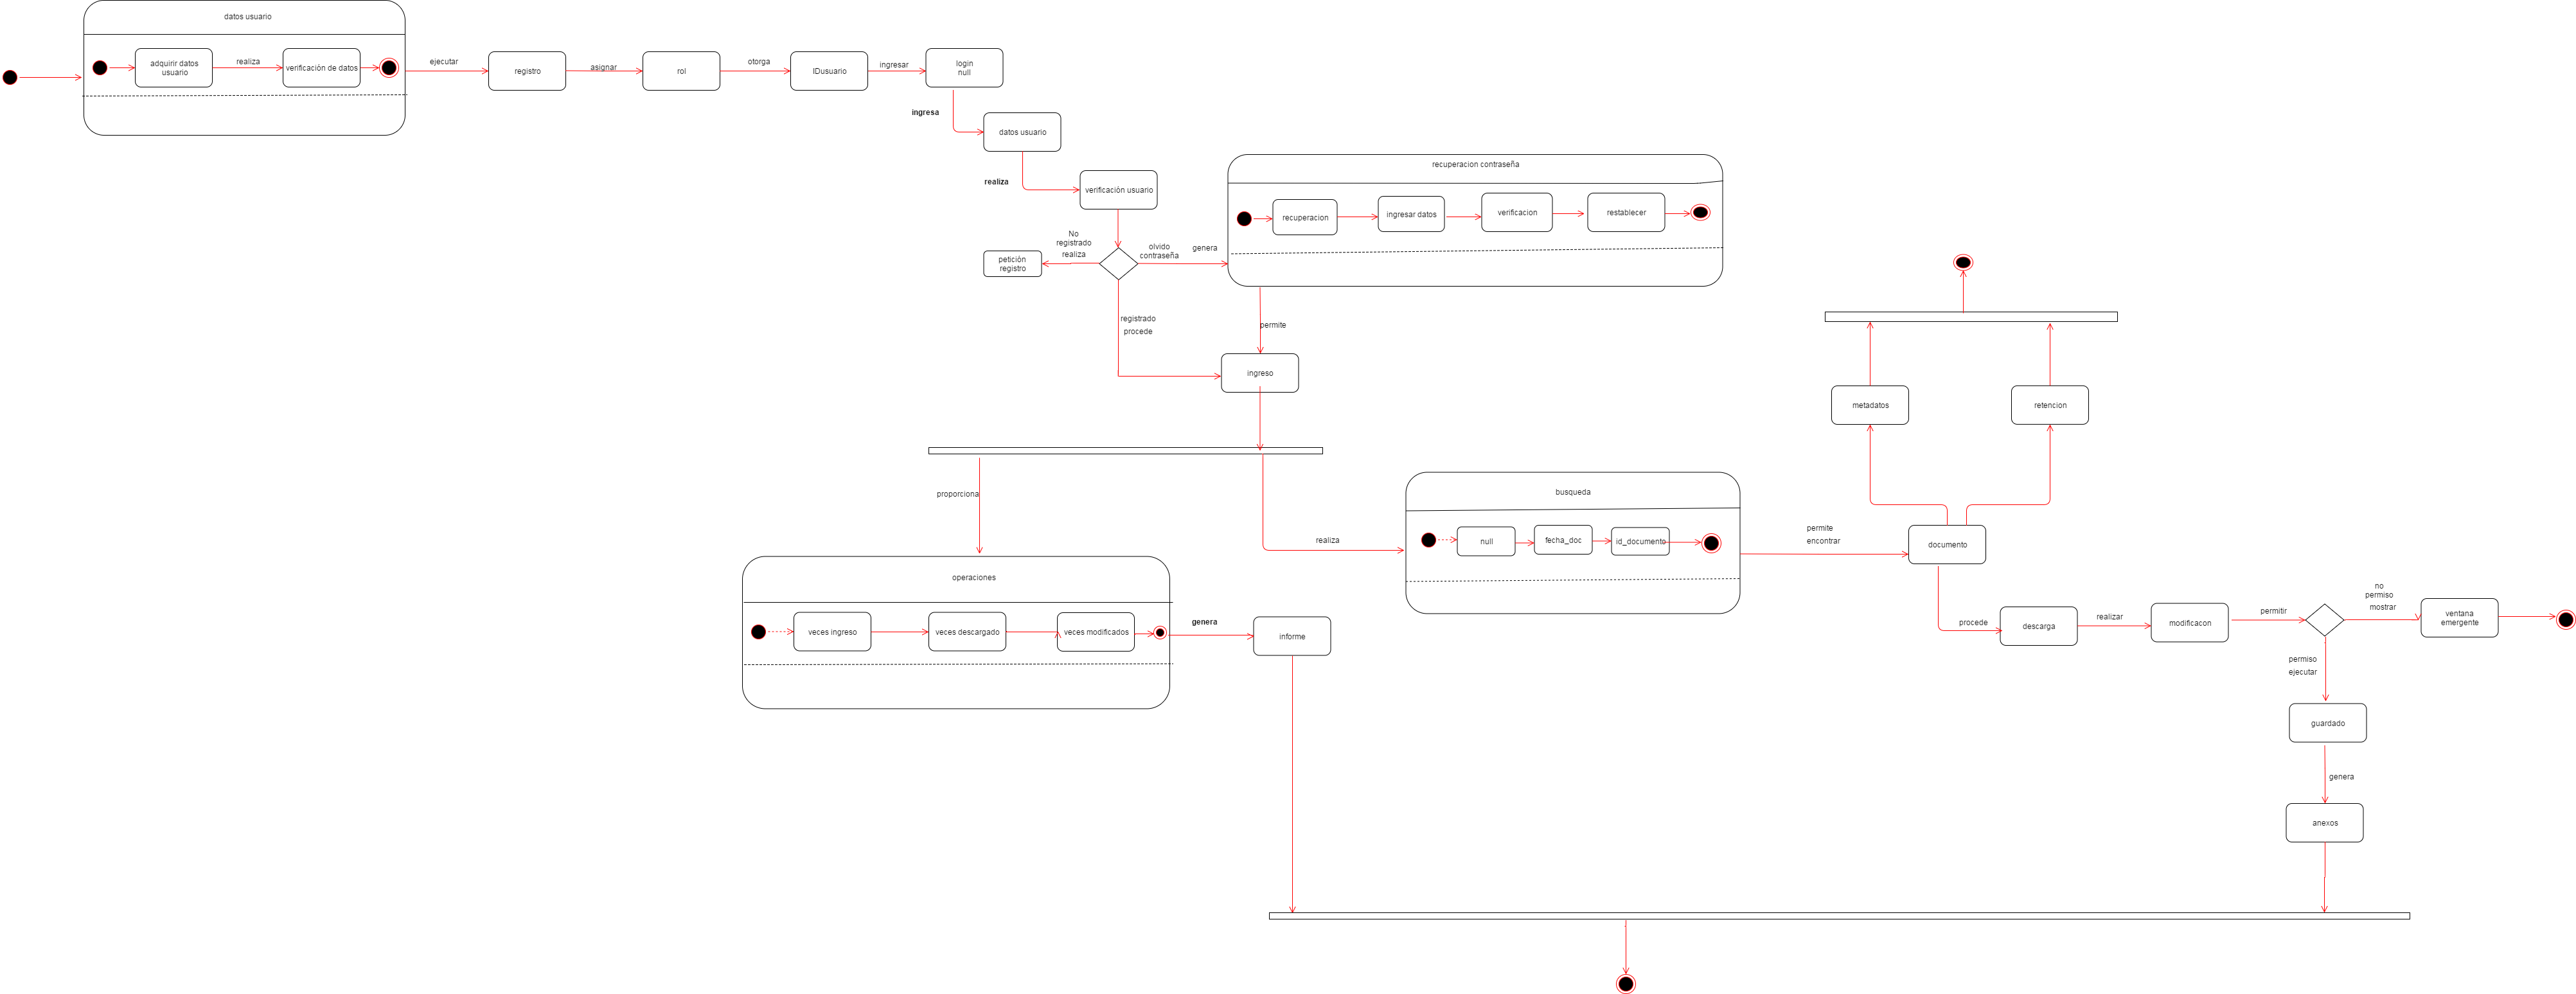 datos usuario
adquirir datos
usuario
realiza
verificación de datos
ejecutar
registro
asignar
rol
otorga
IDusuario
ingresar
login
null
ingresa
datos usuario
realiza
verificación usuario
No
registrado
realiza
petición
registro
olvido
contraseña
genera
recuperacion contraseña
recuperacion
ingresar datos
verificacion
restablecer
registrado
procede
permite
ingreso
proporciona
realiza
operaciones
veces ingreso
veces descargado
veces modificados
genera
informe
busqueda
null
fecha_doc
id_documento
permite
encontrar
documento
metadatos
retencion
procede
descarga
realizar
modificacon
permitir
no
permiso
mostrar
ventana
emergente
permiso
ejecutar
guardado
genera
anexos